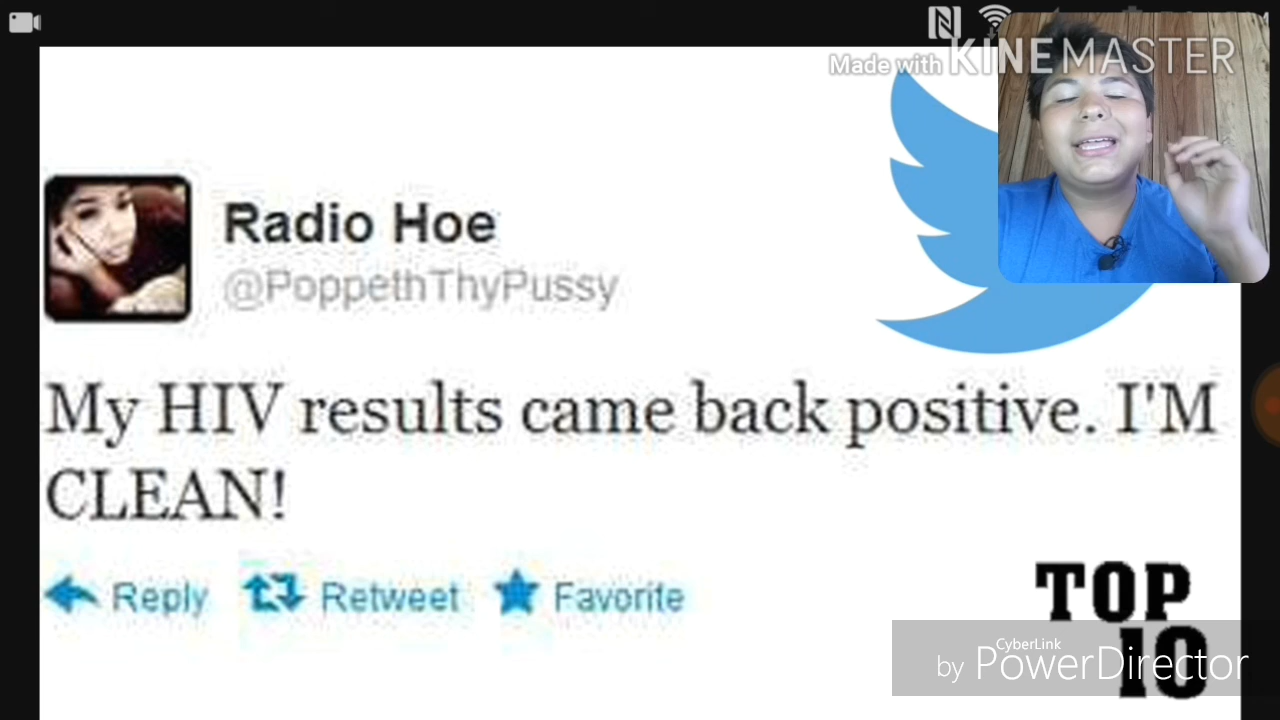 Made with KINEMASTER
Radio Hoe
@PoppethThyPussy
My HIV results came back positive. I'M
CLEAN!
Reply Retweet Favorite
TOP
10
CyberLink
by PowerDirector